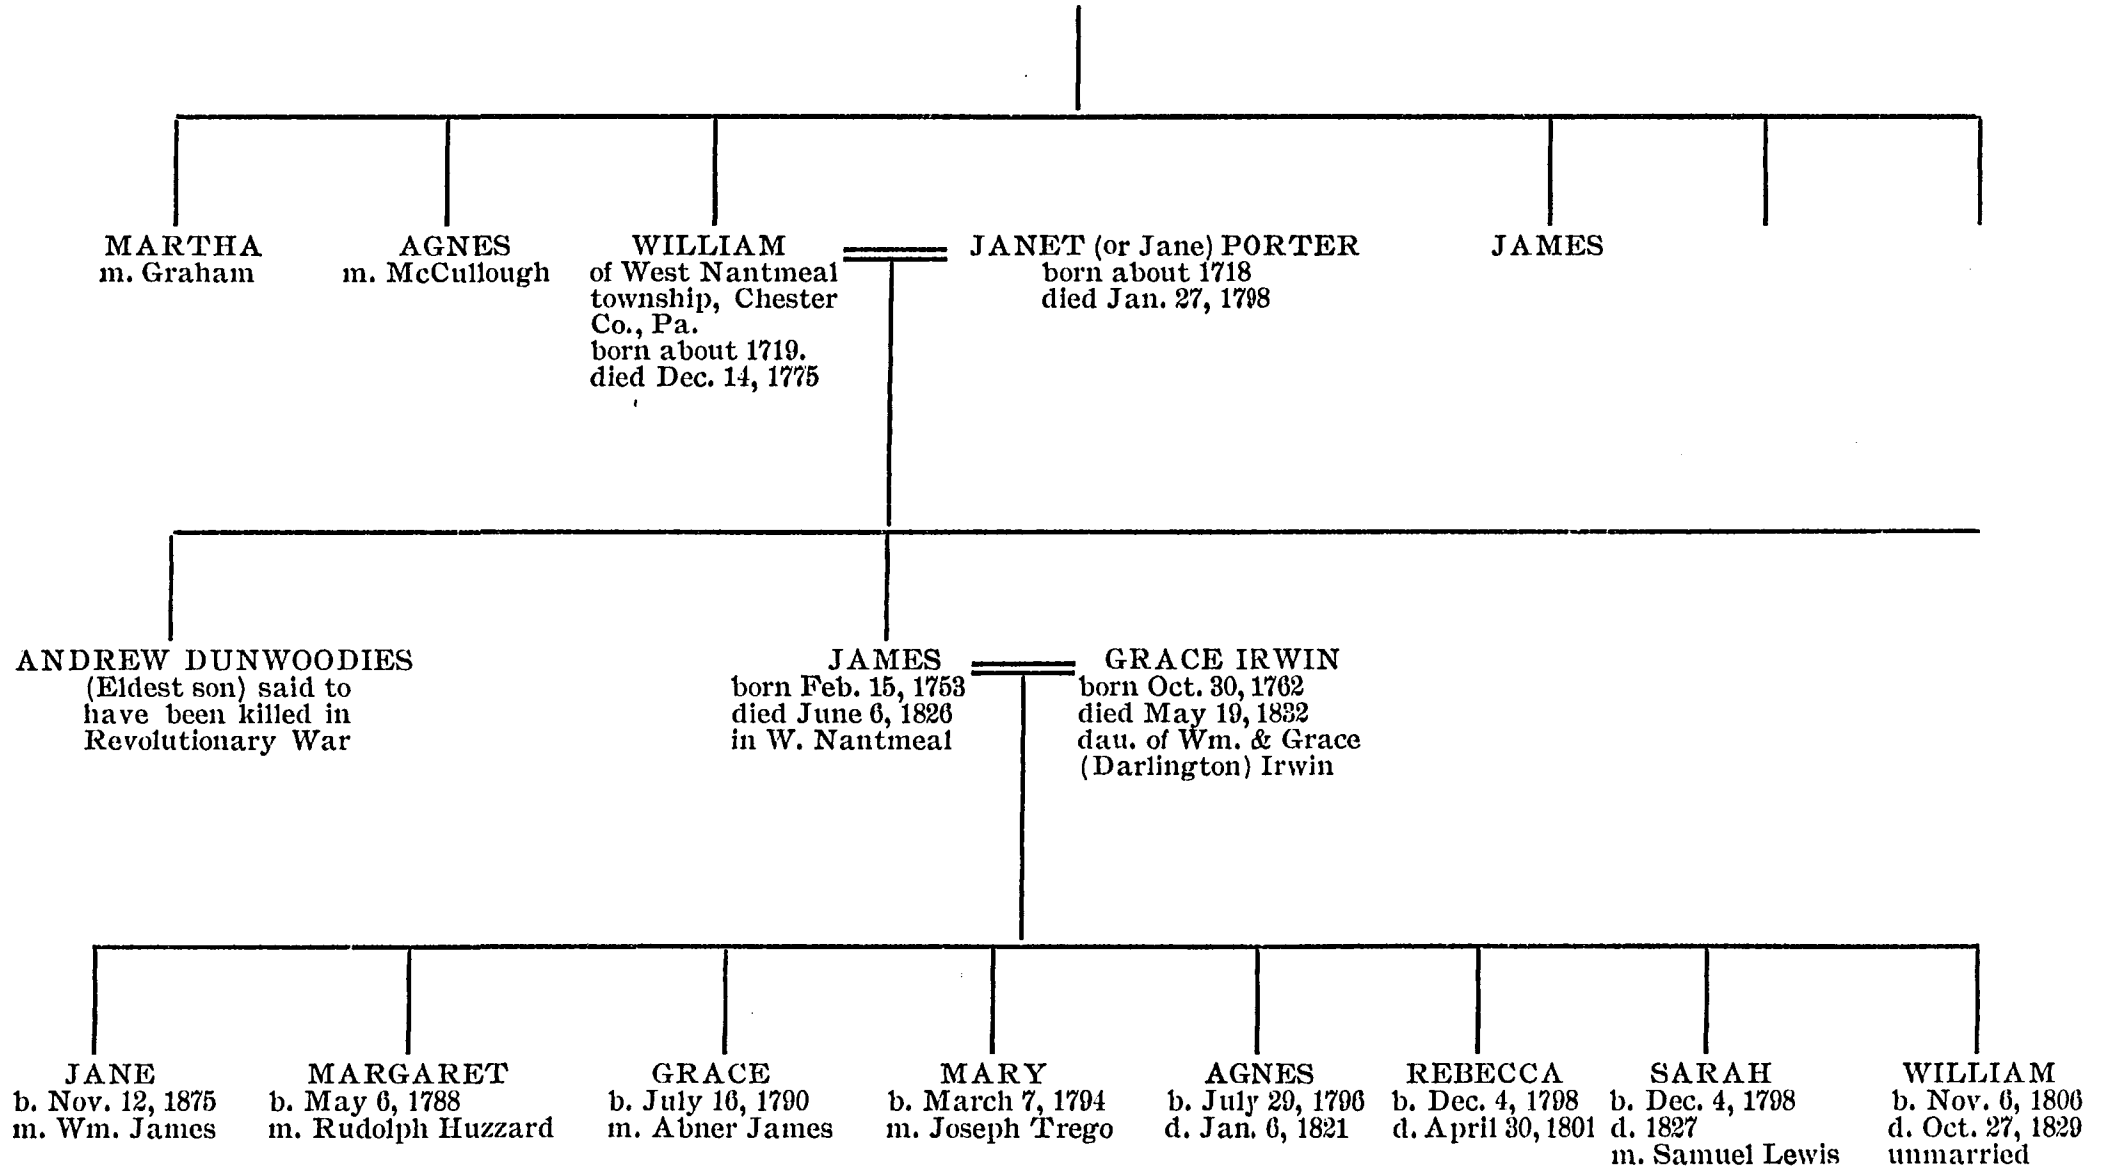 MARTHA
m. Graham
AGNES
m. McCullough
WILLIAM
of West Nantmeal
township, Chester
Co., Pa.
born about 1719.
died Dec. 14, 1775
JANET (or Jane) PORTER
born about 1718
died Jan. 27, 1798
JAMES
ANDREW DUNWOODIES
(Eldest son) said to
have been killed in
Revolutionary War
JAMES
born Feb. 15, 1753
died June 6, 1826
in W. Nantmeal
GRACE IRWIN
born Oct. 30, 1762
died May 19, 1832
dau. of Wm. & Grace
(Darlington) Irwin
JANE
b. Nov. 12, 1875
m. Wm. James
MARGARET
b. May 6, 1788
m. Rudolph Huzzard
GRACE
b. July 16, 1790
m. Abner James
MARY
b. March 7, 1794
m. Joseph Trego
AGNES
b. July 29, 1796
d. Jan. 6, 1821
REBECCA
b. Dec. 4, 1798
d. April 30, 1801
SARAH
b. Dec. 4, 1798
d. 1827
m. Samuel Lewis
WILLIAM
b. Nov. 6, 1806
d. Oct. 27, 1829
unmarried